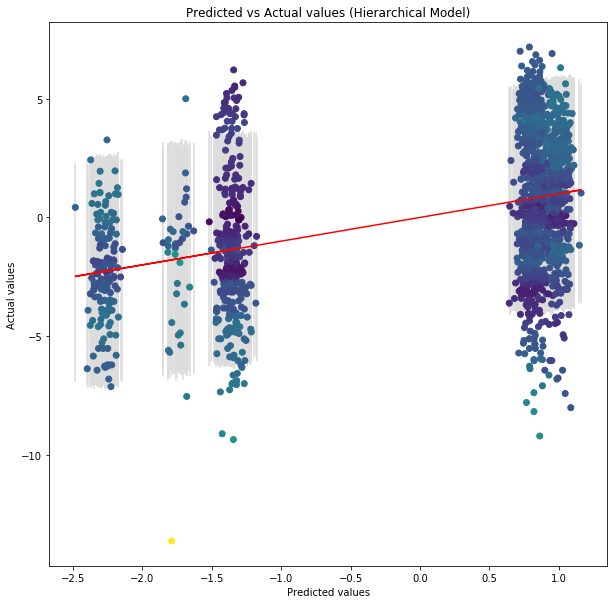 Predicted vs Actual values (Hierarchical Model)
5
0
−5
−10
Actual values
−2.5 −2.0 −1.5 −1.0 −0.5 0.0 0.5 1.0
Predicted values